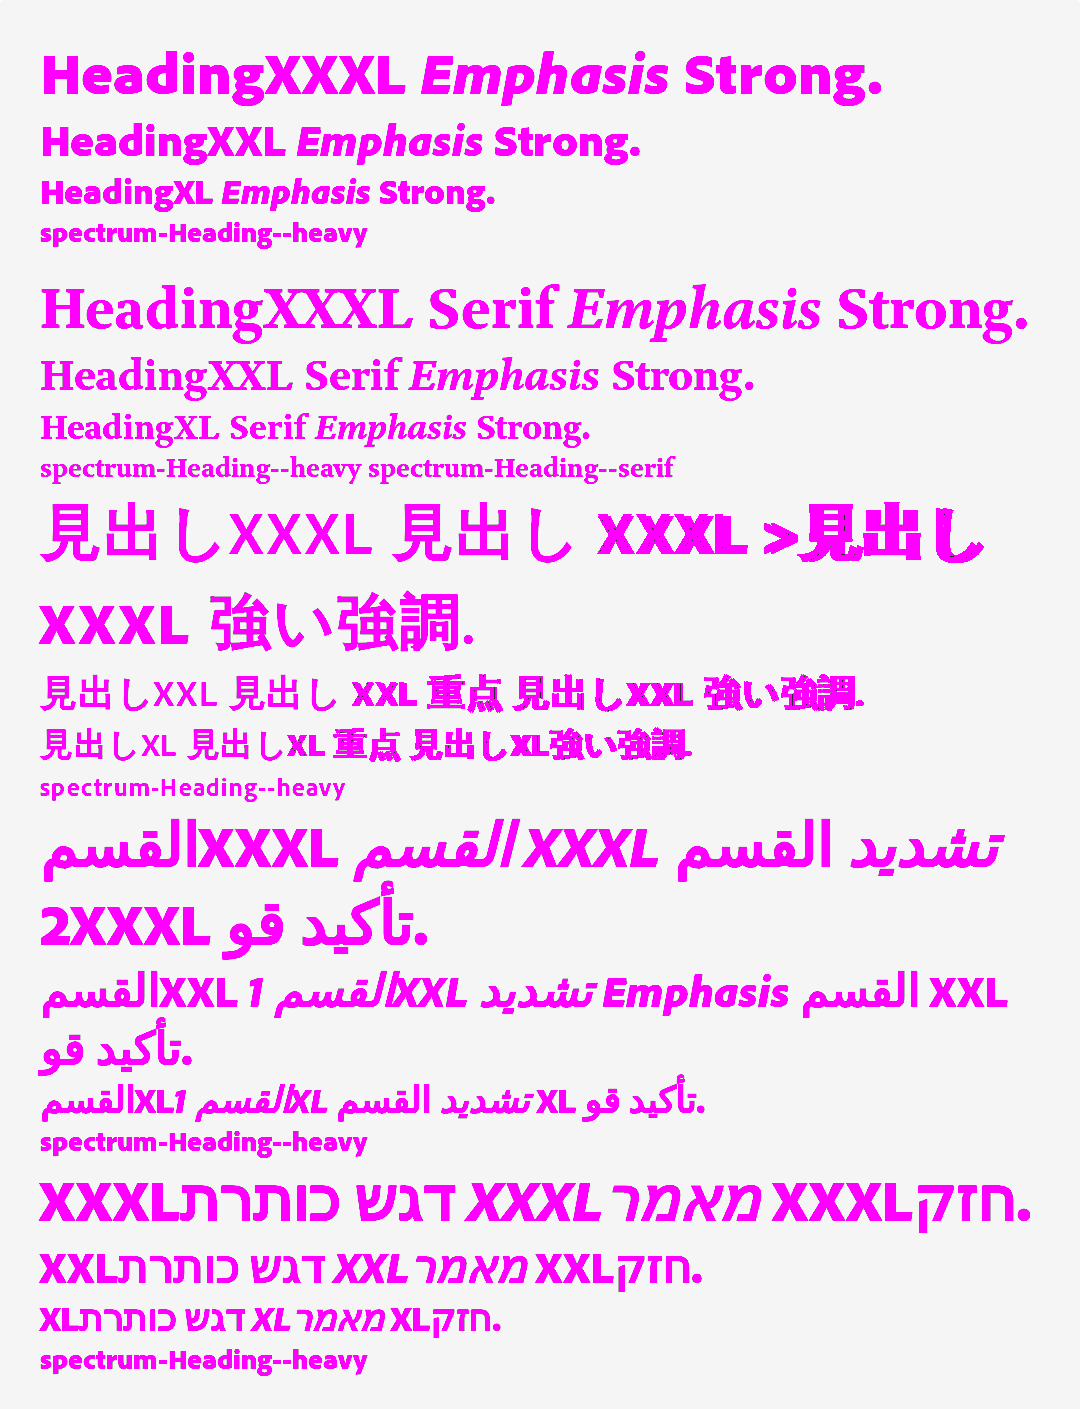 HeadingXXXL Emphasis Strong.
HeadingXXL Emphasis Strong.
HeadingXL Emphasis Strong.
spectrum-Heading--heavy
HeadingXXXL Serif Emphasis Strong.
HeadingXXL Serif Emphasis Strong.
HeadingXL Serif Emphasis Strong.
spectrum-Heading--heavy spectrum-Heading--serif
見出しXXXL 見出し XXXL >見出し
XXXL 強い強調.
見出しXXL 見出し XXL 重点 見出しXXL 強い強調.
見出しXL 見出しXL 重点 見出しXL強い強調.
spectrum-Heading--heavy
القسمXXXL القسم XXXL القسم تشديد
2XXXL تأكيد قو.
القسمXXL 1 القسمXXL تشديد Emphasis القسم XXL
تأكيد قو.
القسمXL1 القسمXL تشديد القسم XL تأكيد قو.
spectrum-Heading--heavy
XXXLכותרת דגש XXXLמאמר XXXLחזק.
XXLכותרת דגש XXLמאמר XXLחזק.
XLכותרת דגש XLמאמר XLחזק.
spectrum-Heading--heavy